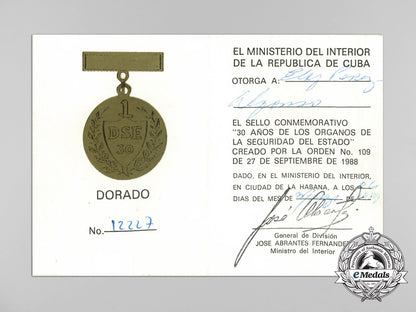 1
DSE
30
DORADO
No. 12227
EL MINISTERIO DEL INTERIOR
DE LA REPUBLICA DE CUBA
OTORGA A:
EL SELLO CONMEMORATIVO
"30 AÑOS DE LOS ORGANOS DE
LA SEGURIDAD DEL ESTADO"
CREADO POR LA ORDEN No. 109
DE 27 DE SEPTIEMBRE DE 1988
DADO, EN EL MINISTERIO DEL INTERIOR,
EN CIUDAD DE LA HABANA, A LOS
DIAS DEL MES DE
General de División
JOSE ABRANTES FERNANDEZ
Ministro del Interior
eMedals